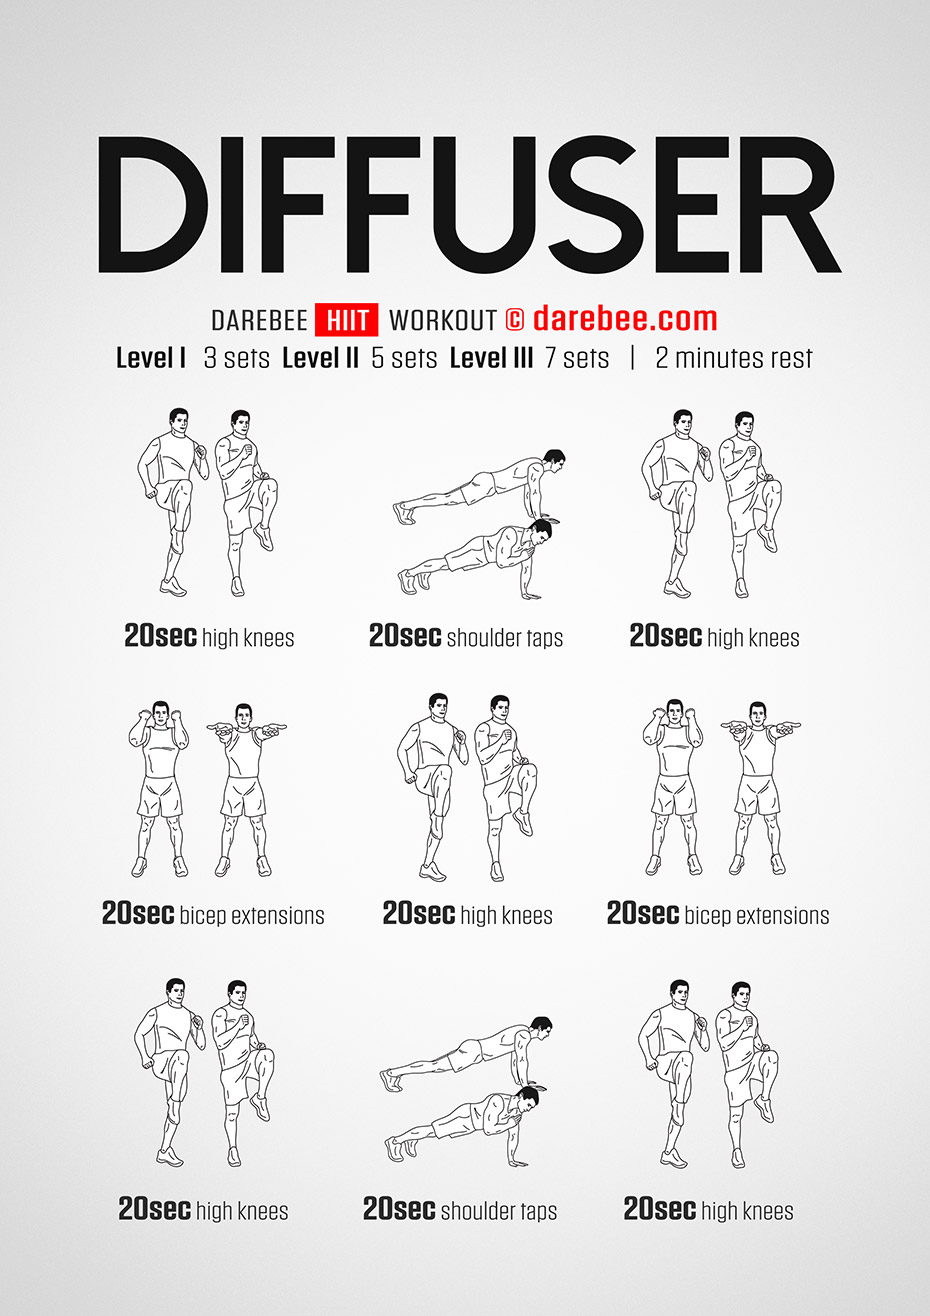 DIFFUSER
DAREBEE HIIT WORKOUT © darebee.com
Level I 3 sets Level II 5 sets Level III 7 sets | 2 minutes rest
20sec high knees
20sec shoulder taps
20sec high knees
20sec bicep extensions
20sec high knees
20sec bicep extensions
20sec high knees
20sec shoulder taps
20sec high knees